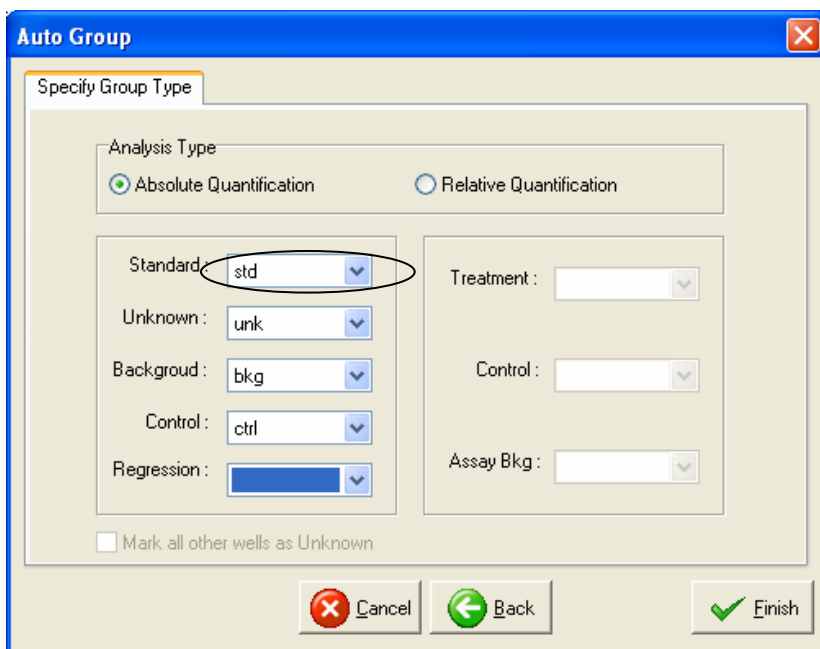 Auto Group
Specify Group Type
Analysis Type
Absolute Quantification
Relative Quantification
Standard : std
Unknown : unk
Backgroud : bkg
Control : ctrl
Regression :
Treatment :
Control :
Assay Bkg :
Mark all other wells as Unknown
Cancel
Back
Finish